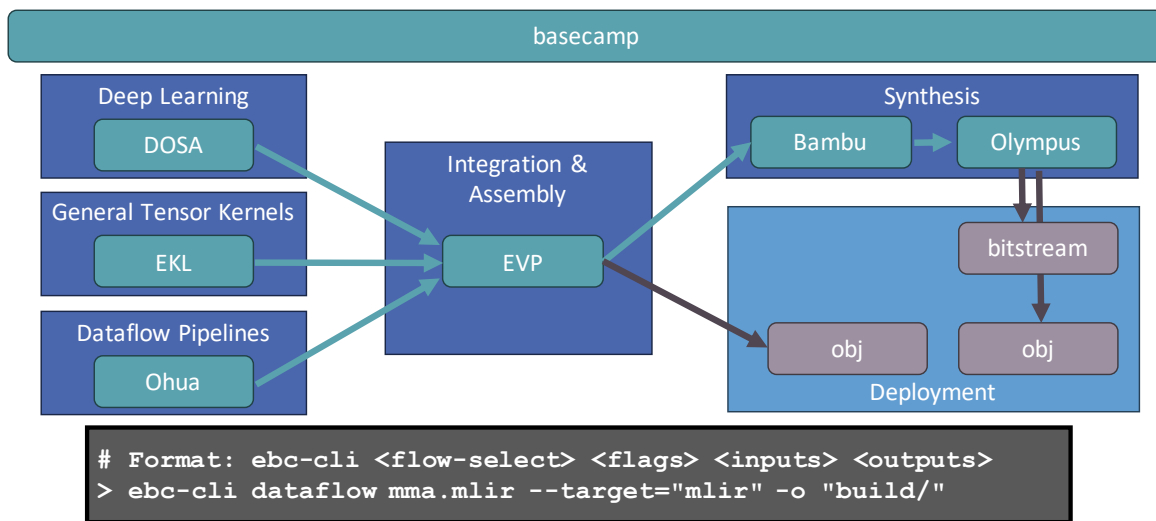 basecamp
Deep Learning
DOSA
General Tensor Kernels
EKL
Dataflow Pipelines
Ohua
Integration &
Assembly
EVP
Synthesis
Bambu
Olympus
bitstream
obj
obj
Deployment
# Format: ebc-cli <flow-select> <flags> <inputs> <outputs>
> ebc-cli dataflow mma.mlir --target="mlir" -o "build/"